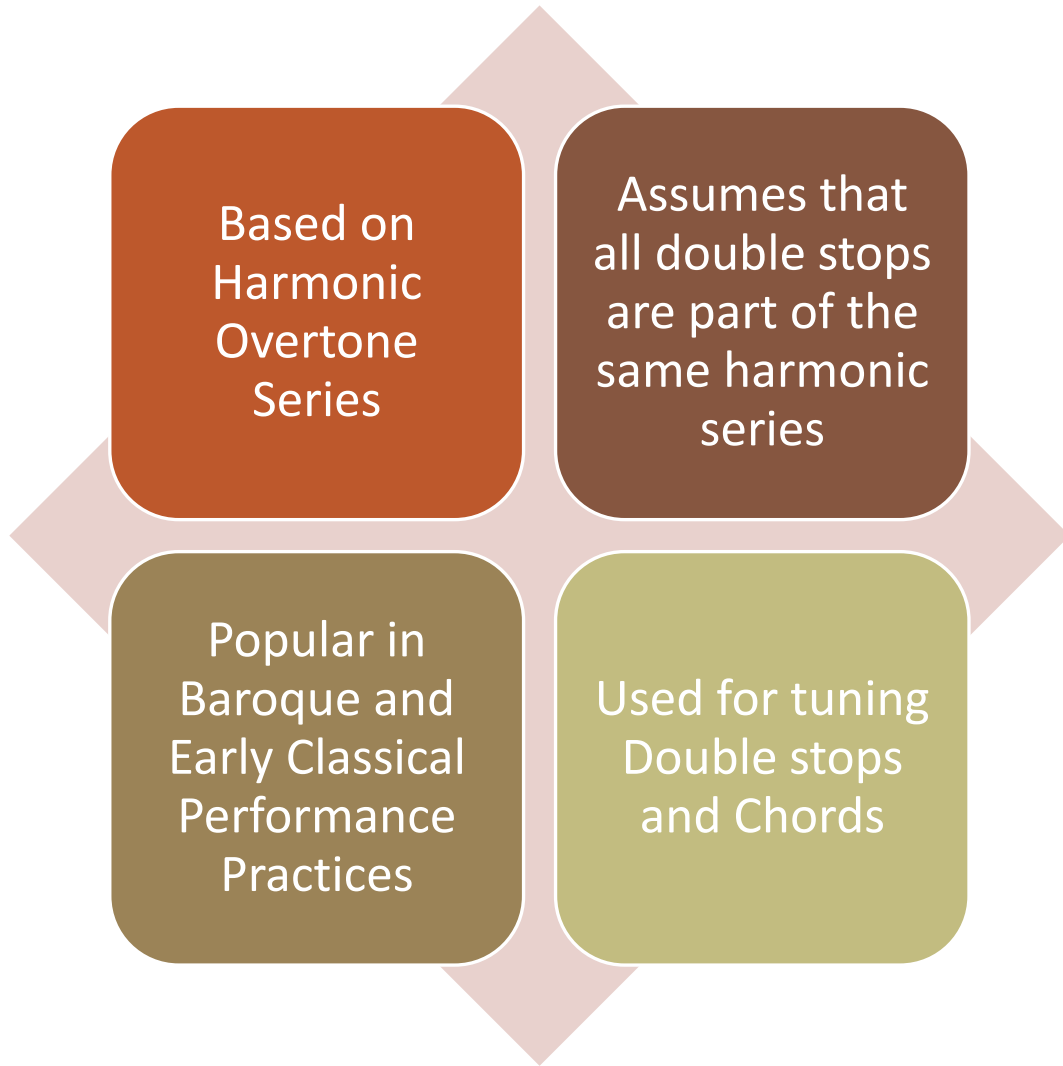 Based on
Harmonic
Overtone
Series
Assumes that
all double stops
are part of the
same harmonic
series
Popular in
Baroque and
Early Classical
Performance
Practices
Used for tuning
Double stops
and Chords